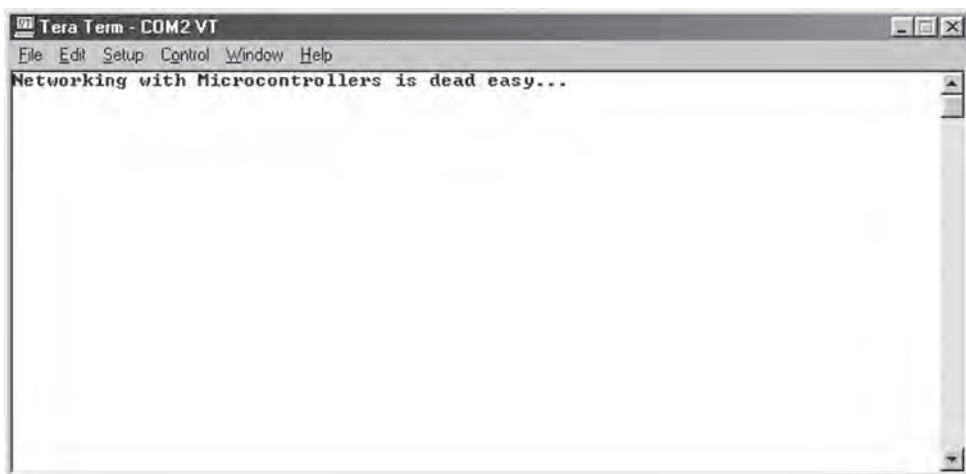 Tera Term - COM2 VT
File Edit Setup Control Window Help
Networking with Microcontrollers is dead easy...